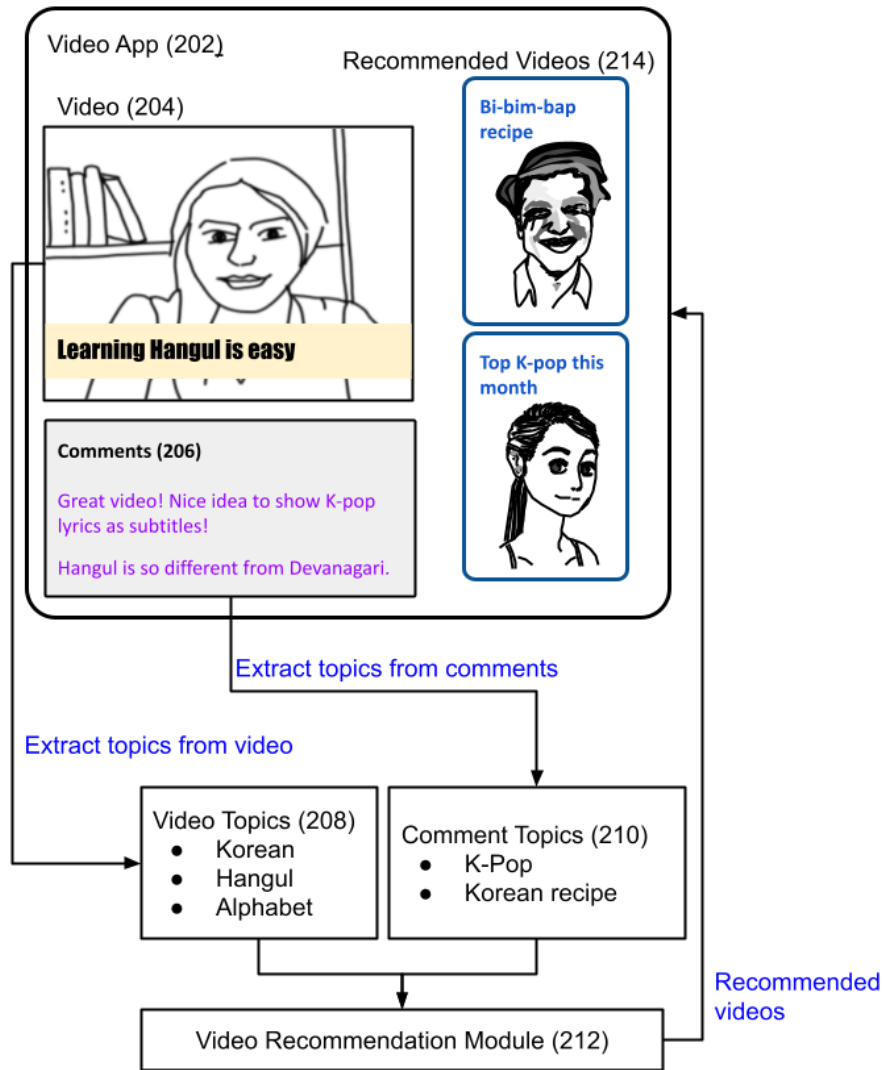 Video App (202)
Recommended Videos (214)
Video (204)
Bi-bim-bap
recipe
Learning Hangul is easy
Top K-pop this
month
Comments (206)
Great video! Nice idea to show K-pop
lyrics as subtitles!
Hangul is so different from Devanagari.
Extract topics from comments
Extract topics from video
Video Topics (208)
● Korean
● Hangul
● Alphabet
Comment Topics (210)
● K-Pop
● Korean recipe
Recommended
videos
Video Recommendation Module (212)